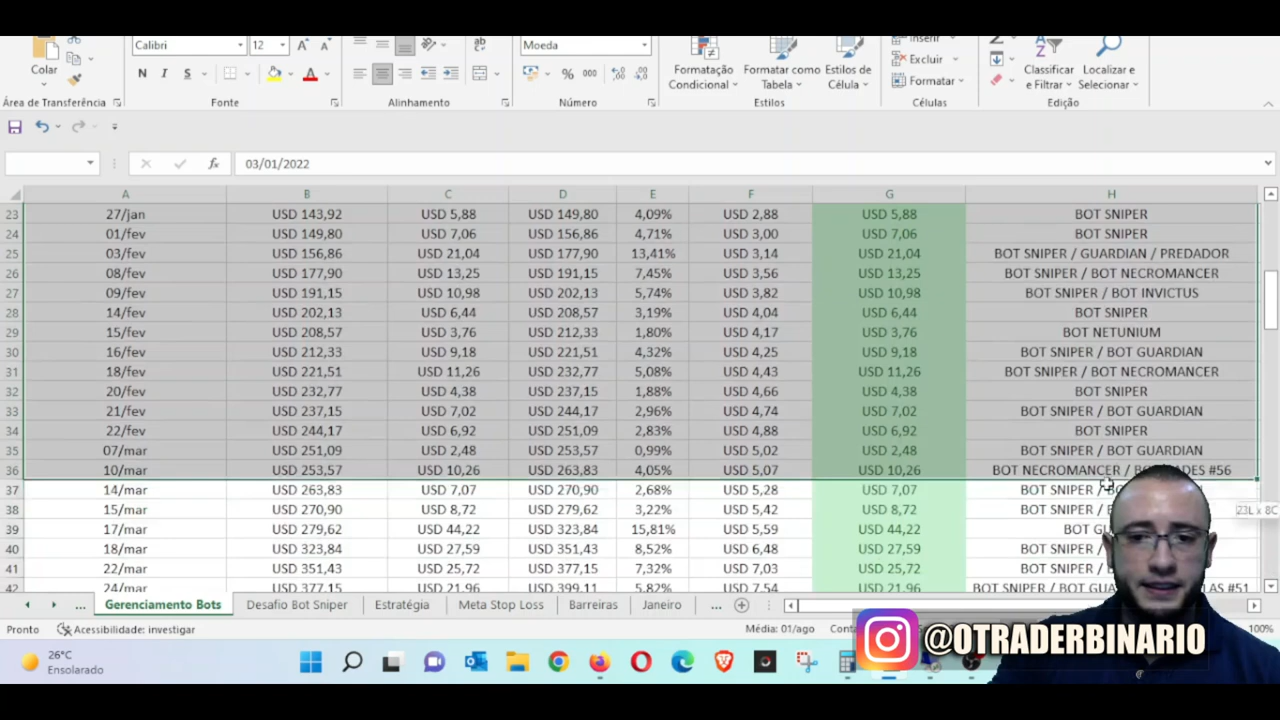 Calibri 12 Moeda Inserir
Colar N I S % 000 Formatação Condicional Formatar como Tabela Estilos de Célula Excluir Formatar Classificar e Filtrar Localizar e Selecionar
Área de Transferência Fonte Alinhamento Número Estilos Células Edição
fx 03/01/2022
A B C D E F G H
23 27/jan USD 143,92 USD 5,88 USD 149,80 4,09% USD 2,88 USD 5,88 BOT SNIPER
24 01/fev USD 149,80 USD 7,06 USD 156,86 4,71% USD 3,00 USD 7,06 BOT SNIPER
25 03/fev USD 156,86 USD 21,04 USD 177,90 13,41% USD 3,14 USD 21,04 BOT SNIPER / GUARDIAN / PREDADOR
26 08/fev USD 177,90 USD 13,25 USD 191,15 7,45% USD 3,56 USD 13,25 BOT SNIPER / BOT NECROMANCER
27 09/fev USD 191,15 USD 10,98 USD 202,13 5,74% USD 3,82 USD 10,98 BOT SNIPER / BOT INVICTUS
28 14/fev USD 202,13 USD 6,44 USD 208,57 3,19% USD 4,04 USD 6,44 BOT SNIPER
29 15/fev USD 208,57 USD 3,76 USD 212,33 1,80% USD 4,17 USD 3,76 BOT NETUNIUM
30 16/fev USD 212,33 USD 9,18 USD 221,51 4,32% USD 4,25 USD 9,18 BOT SNIPER / BOT GUARDIAN
31 18/fev USD 221,51 USD 11,26 USD 232,77 5,08% USD 4,43 USD 11,26 BOT SNIPER / BOT NECROMANCER
32 20/fev USD 232,77 USD 4,38 USD 237,15 1,88% USD 4,66 USD 4,38 BOT SNIPER
33 21/fev USD 237,15 USD 7,02 USD 244,17 2,96% USD 4,74 USD 7,02 BOT SNIPER / BOT GUARDIAN
34 22/fev USD 244,17 USD 6,92 USD 251,09 2,83% USD 4,88 USD 6,92 BOT SNIPER
35 07/mar USD 251,09 USD 2,48 USD 253,57 0,99% USD 5,02 USD 2,48 BOT SNIPER / BOT GUARDIAN
36 10/mar USD 253,57 USD 10,26 USD 263,83 4,05% USD 5,07 USD 10,26 BOT NECROMANCER / #56
37 14/mar USD 263,83 USD 7,07 USD 270,90 2,68% USD 5,28 USD 7,07 BOT SNIPER /
38 15/mar USD 270,90 USD 8,72 USD 279,62 3,22% USD 5,42 USD 8,72 BOT SNIPER /
23L x 8C
39 17/mar USD 279,62 USD 44,22 USD 323,84 15,81% USD 5,59 USD 44,22 BOT
40 18/mar USD 323,84 USD 27,59 USD 351,43 8,52% USD 6,48 USD 27,59 BOT SNIPER /
41 22/mar USD 351,43 USD 25,72 USD 377,15 7,32% USD 7,03 USD 25,72 BOT SNIPER /
42 24/mar USD 377,15 USD 21,96 USD 399,11 5,82% USD 7,54 USD 21,96 BOT SNIPER / BOT #51
... Gerenciamento Bots Desafio Bot Sniper Estratégia Meta Stop Loss Barreiras Janeiro ...
Pronto Acessibilidade: investigar Média: 01/ago 100%
@OTRADERBINARIO
26°C
Ensolarado